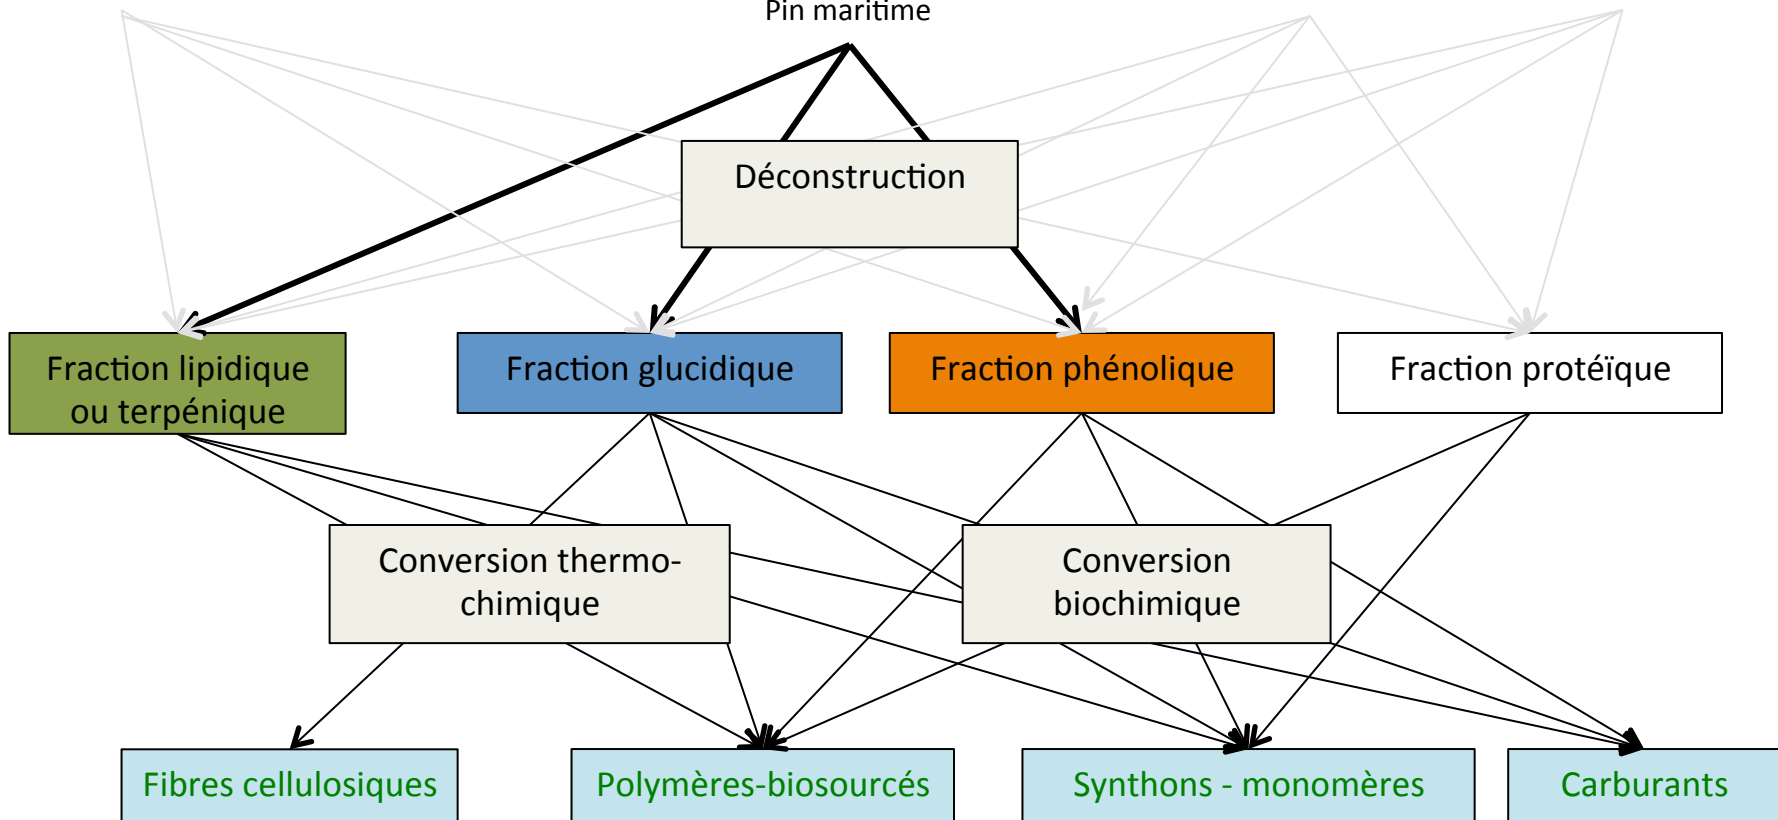 Pin maritime
Déconstruction
Fraction lipidique
ou terpénique
Fraction glucidique
Fraction phénolique
Fraction protéïque
Conversion thermo-
chimique
Conversion
biochimique
Fibres cellulosiques
Polymères-biosourcés
Synthons - monomères
Carburants